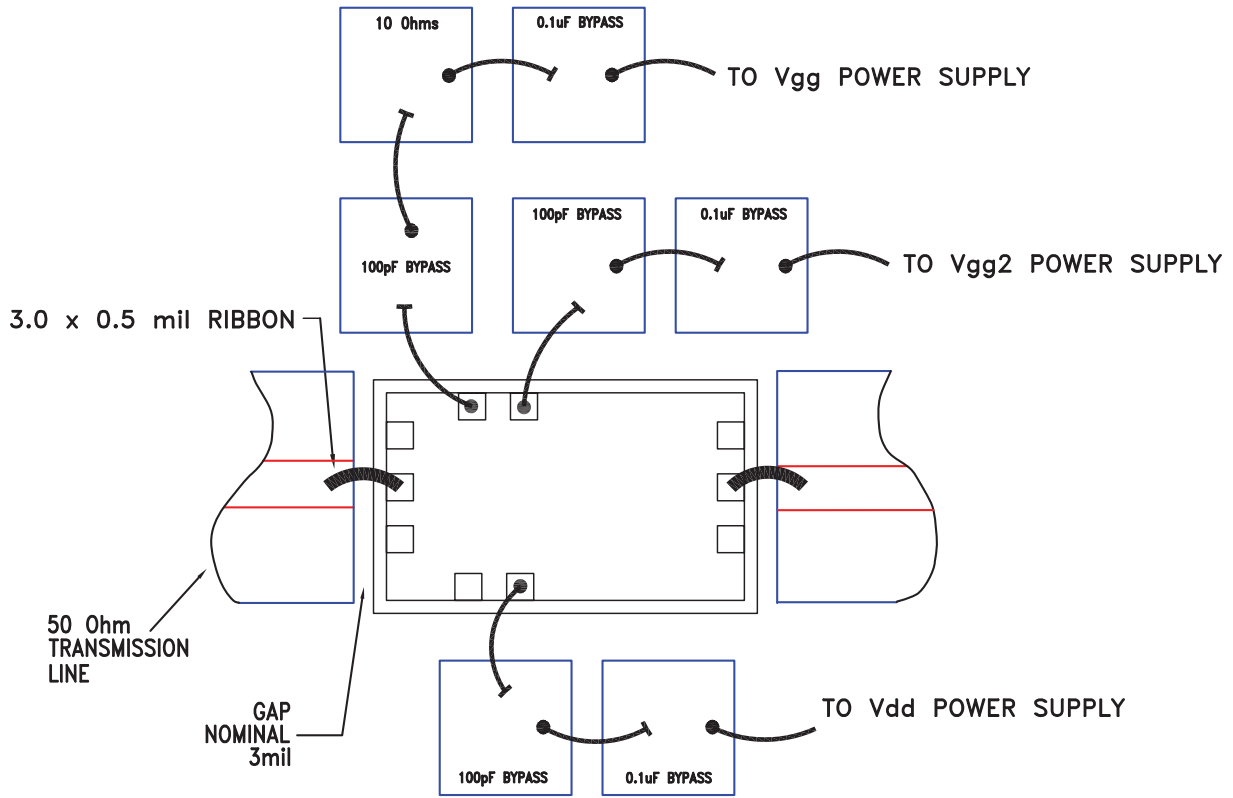 10 Ohms
0.1uF BYPASS
TO Vgg POWER SUPPLY
100pF BYPASS
100pF BYPASS
0.1uF BYPASS
TO Vgg2 POWER SUPPLY
3.0 x 0.5 mil RIBBON
50 Ohm
TRANSMISSION
LINE
GAP
NOMINAL
3mil
TO Vdd POWER SUPPLY
100pF BYPASS
0.1uF BYPASS